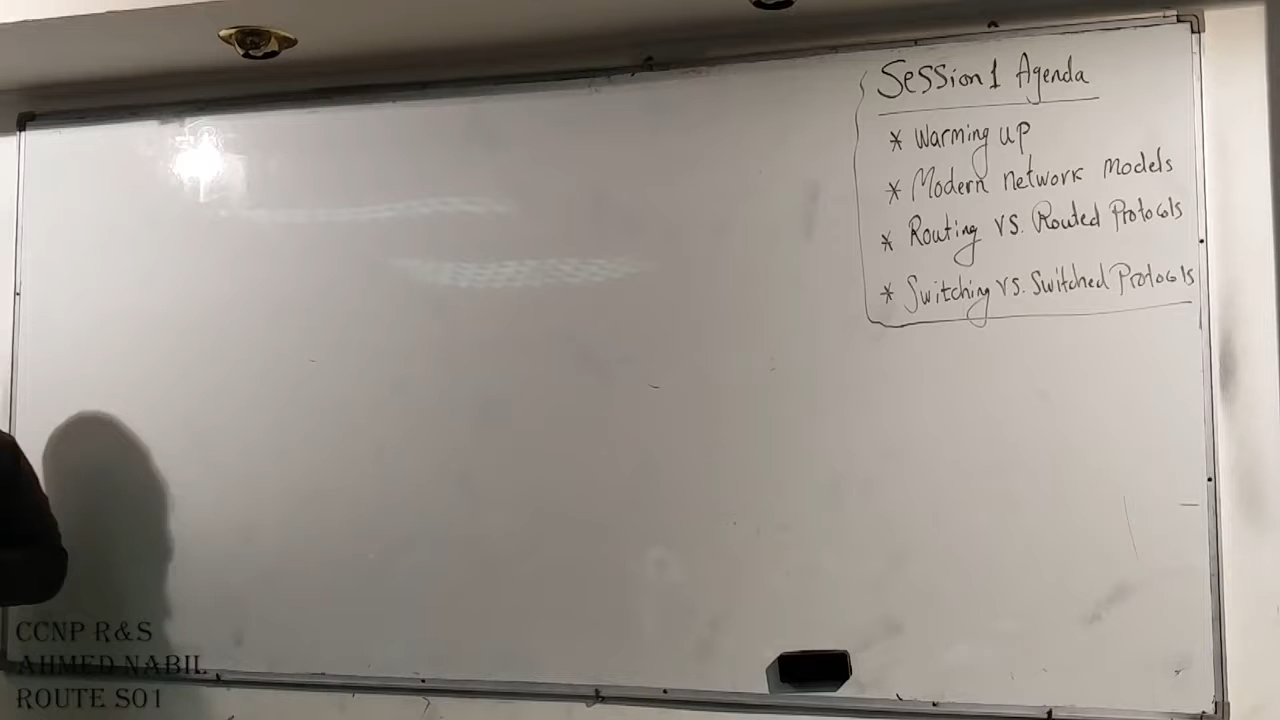 Session 1 Agenda
* Warming up
* Modern network Models
* Routing vs. Routed Protocols
* Switching vs. Switched Protocols
CCNP R&S
AHMED NABIL
ROUTE S01